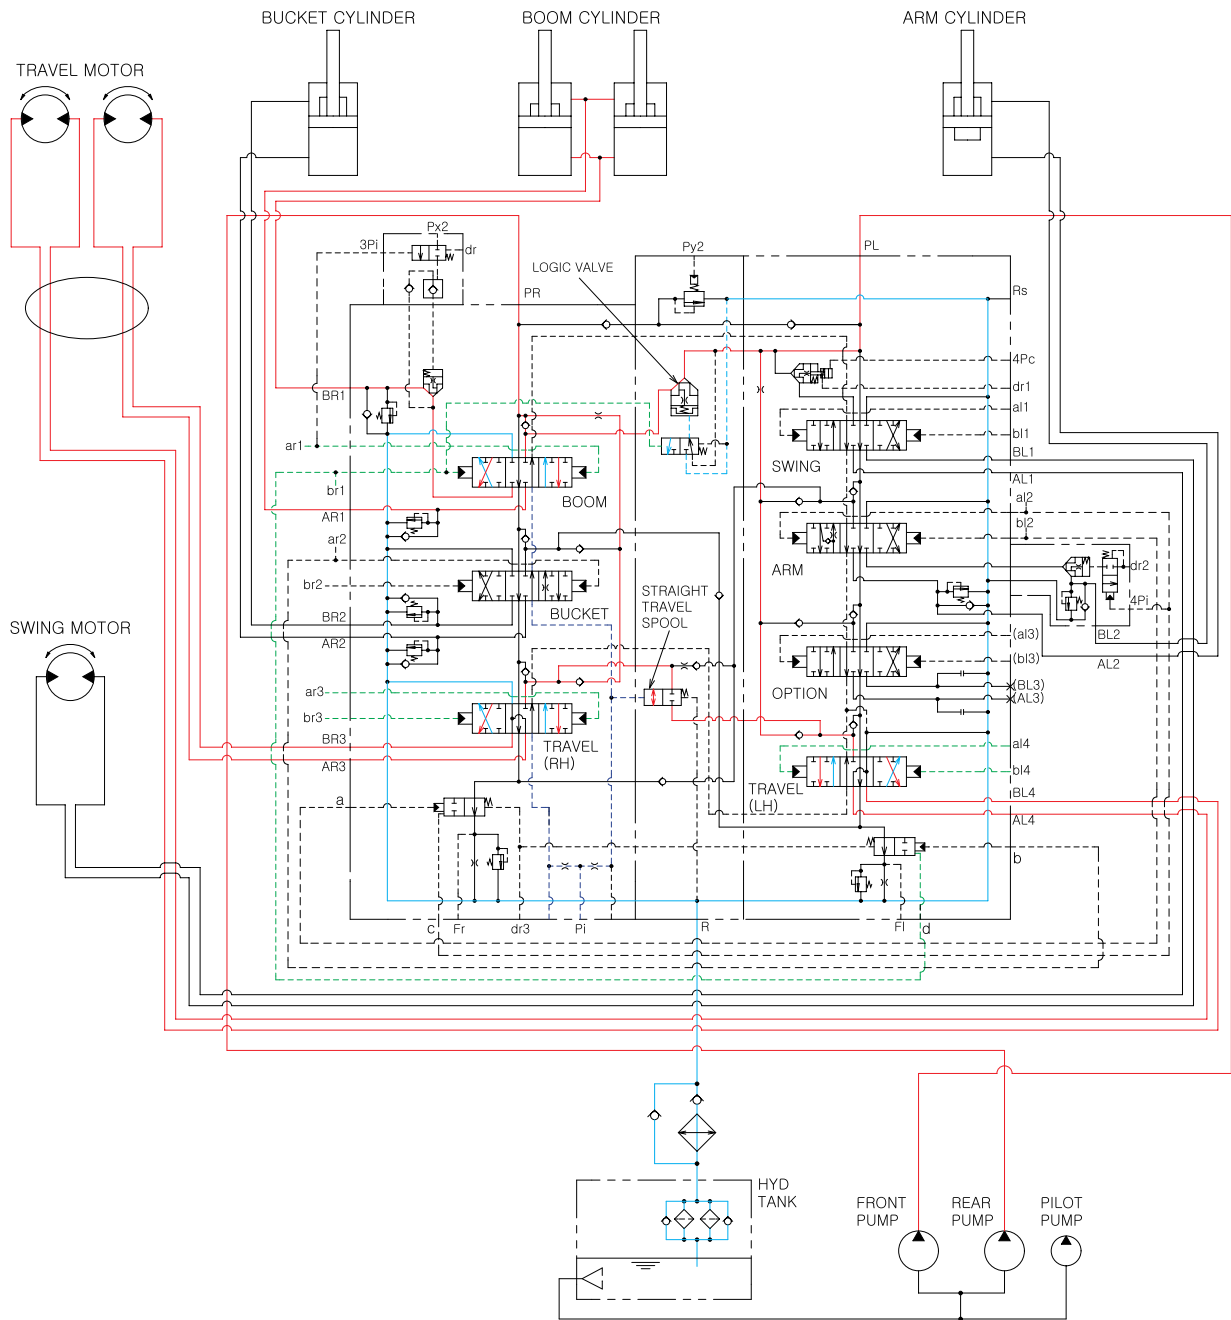 BUCKET CYLINDER
BOOM CYLINDER
ARM CYLINDER
TRAVEL MOTOR
Px2
3Pi
dr
Py2
PL
LOGIC VALVE
PR
Rs
4Pc
BR1
dr1
al1
ar1
bl1
SWING
BL1
br1
BOOM
AL1
AR1
al2
ar2
bl2
ARM
dr2
br2
STRAIGHT
TRAVEL
SPOOL
4Pi
BUCKET
BR2
SWING MOTOR
AR2
(al3)
BL2
(bl3)
AL2
ar3
OPTION
(BL3)
(AL3)
br3
BR3
TRAVEL
(RH)
al4
AR3
bl4
a
TRAVEL
(LH)
BL4
AL4
b
c
Fr
dr3
Pi
R
Fl
d
HYD
TANK
FRONT
PUMP
REAR
PUMP
PILOT
PUMP